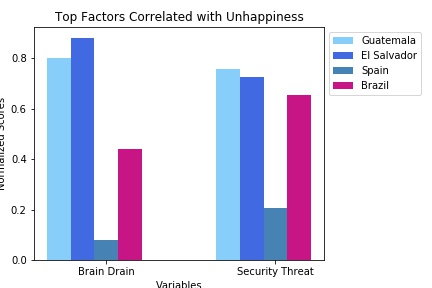 Top Factors Correlated with Unhappiness
Guatemala
El Salvador
Spain
Brazil
Normalized Scores
0.8
0.6
0.4
0.2
0.0
Brain Drain
Security Threat
Variables